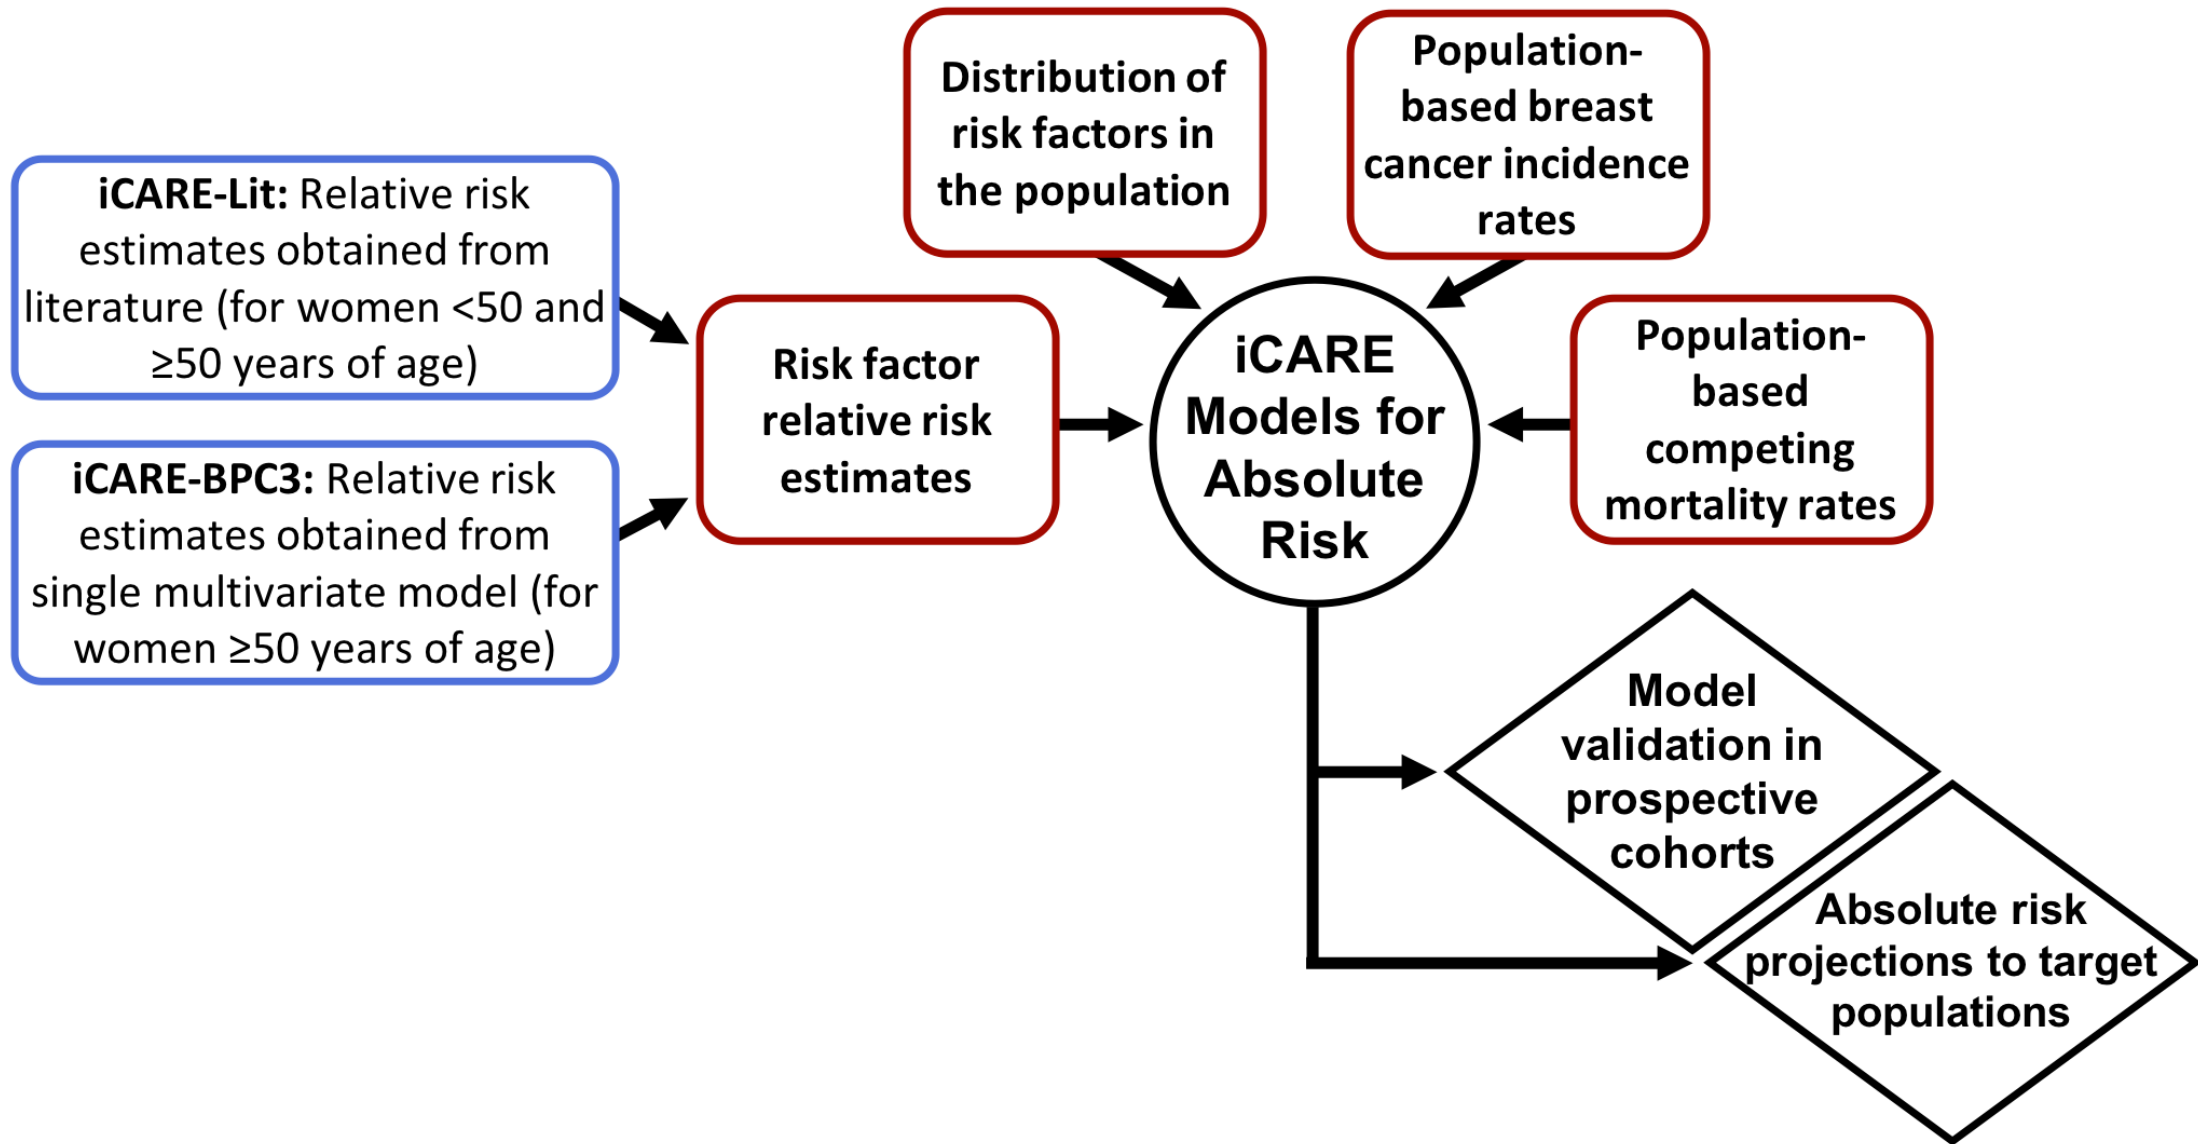 iCARE-Lit: Relative risk
estimates obtained from
literature (for women <50 and
≥50 years of age)
iCARE-BPC3: Relative risk
estimates obtained from
single multivariate model (for
women ≥50 years of age)
Risk factor
relative risk
estimates
Distribution of
risk factors in
the population
Population-
based breast
cancer incidence
rates
Population-
based
competing
mortality rates
iCARE
Models for
Absolute
Risk
Model
validation in
prospective
cohorts
Absolute risk
projections to target
populations